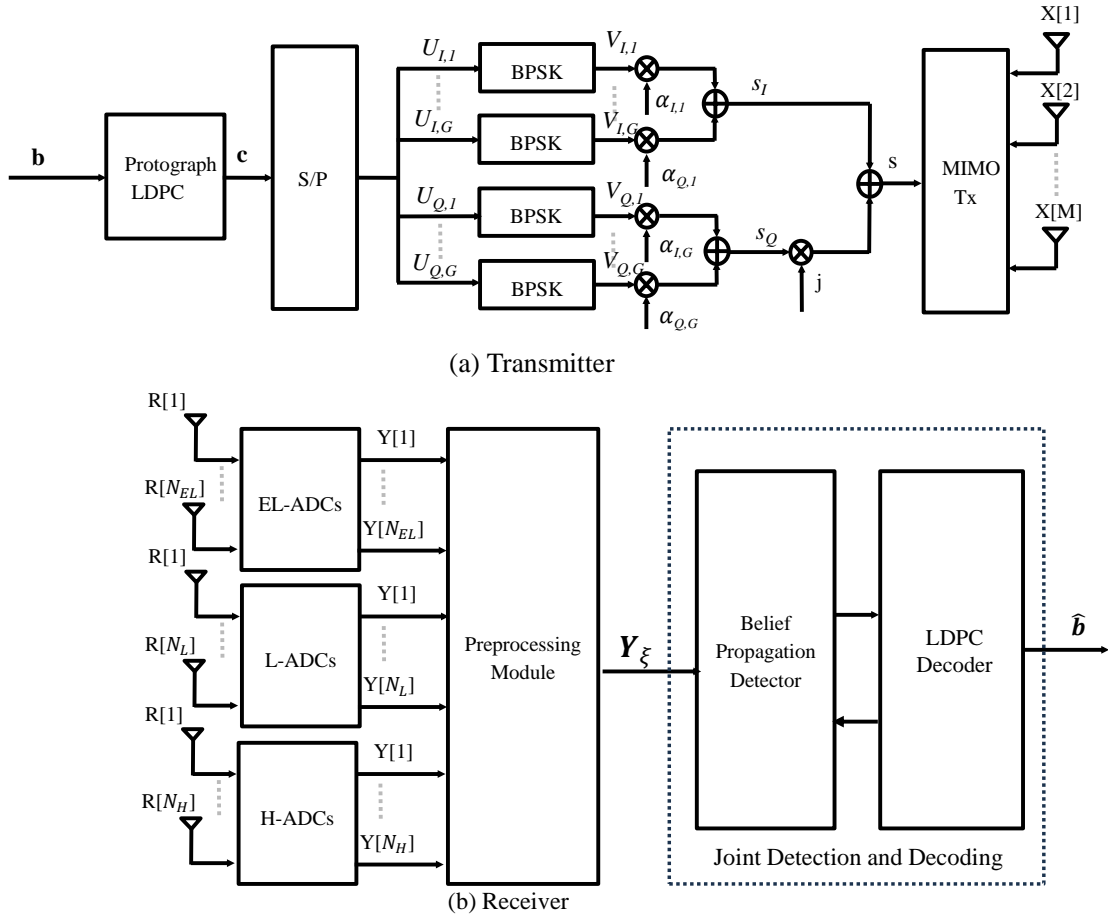 X[1]
U_{I,1}
BPSK
V_{I,1}
α_{I,1}
s_I
X[2]
U_{I,G}
BPSK
V_{I,G}
α_{Q,1}
b
Protograph
LDPC
c
S/P
s
MIMO
Tx
U_{Q,1}
BPSK
V_{Q,1}
α_{I,G}
s_Q
X[M]
U_{Q,G}
BPSK
V_{Q,G}
j
α_{Q,G}
(a) Transmitter
R[1]
Y[1]
R[N_{EL}]
EL-ADCs
Y[N_{EL}]
R[1]
Y[1]
R[N_L]
L-ADCs
Y[N_L]
R[1]
Y[1]
R[N_H]
H-ADCs
Y[N_H]
Preprocessing
Module
Y_ξ
Belief
Propagation
Detector
LDPC
Decoder
b̂
Joint Detection and Decoding
(b) Receiver